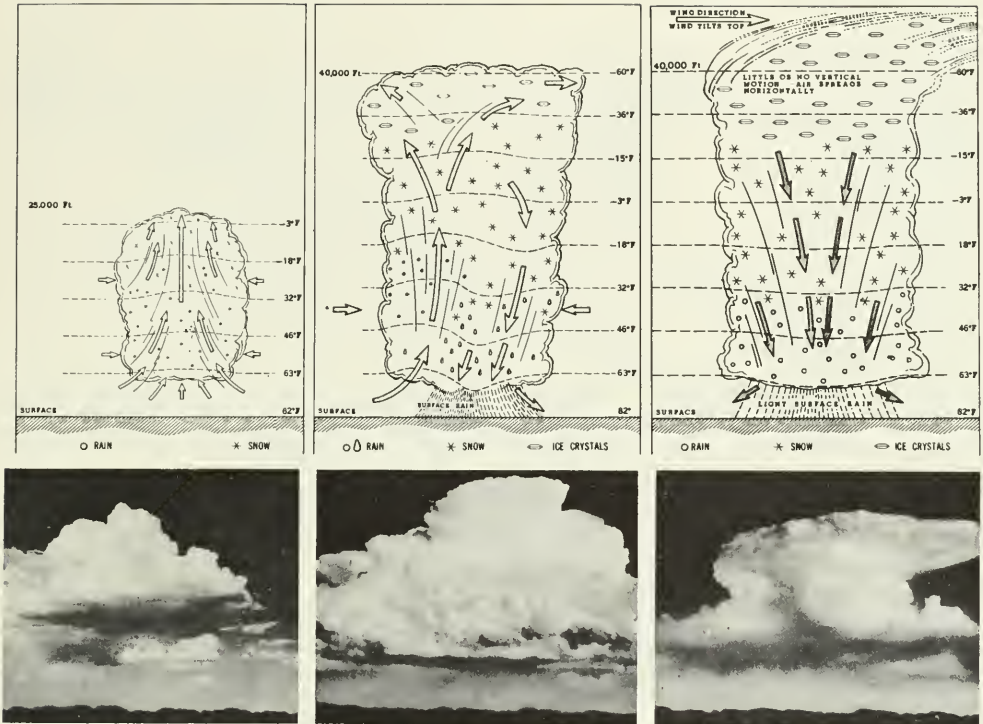 25,000 Ft.
-3°F
-18°F
32°F
46°F
63°F
SURFACE
62°F
O RAIN
* SNOW
40,000 Ft
-60°F
-36°F
-15°F
-3°F
-18°F
32°F
46°F
63°F
SURFACE RAIN
SURFACE
82°
RAIN
* SNOW
ICE CRYSTALS
WIND DIRECTION
WIND TILTS TOP
40,000 Ft
-60°F
LITTLE OR NO VERTICAL
MOTION AIR SPREADS
HORIZONTALLY
-36°F
-15°F
-3°F
18°F
32°F
46°F
63°F
LIGHT SURFACE RAIN
SURFACE
82°F
O RAIN
* SNOW
ICE CRYSTALS